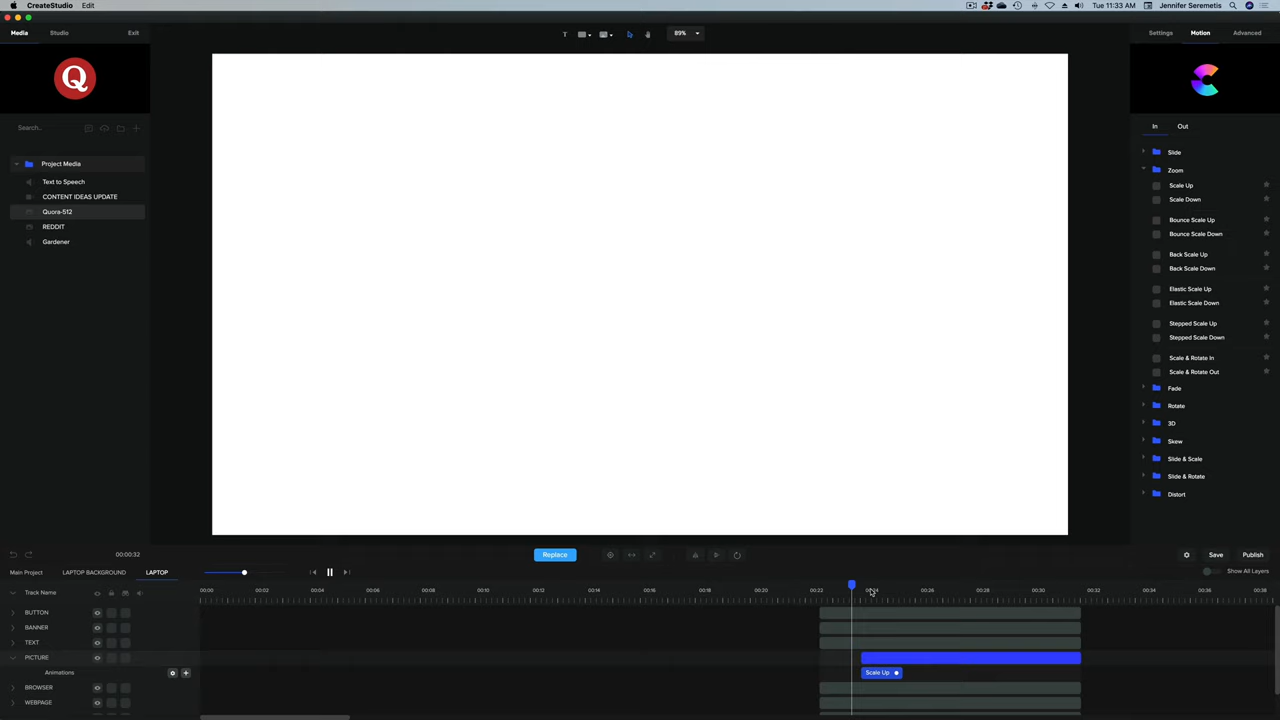 CreateStudio Edit
Tue 11:33 AM Jennifer Seremetis
Media Studio Exit
T 89% Settings Motion Advanced
Q
Search..
In Out
Project Media
Text to Speech
CONTENT IDEAS UPDATE
Quora-512
REDDIT
Gardener
Slide
Zoom
Scale Up
Scale Down
Bounce Scale Up
Bounce Scale Down
Back Scale Up
Back Scale Down
Elastic Scale Up
Elastic Scale Down
Stepped Scale Up
Stepped Scale Down
Scale & Rotate In
Scale & Rotate Out
Fade
Rotate
3D
Skew
Slide & Scale
Slide & Rotate
Distort
00:00:32 Replace Save Publish
Main Project LAPTOP BACKGROUND LAPTOP Show All Layers
Track Name 00:00 00:02 00:04 00:06 00:08 00:10 00:12 00:14 00:16 00:18 00:20 00:22 00:26 00:28 00:30 00:32 00:34 00:36 00:38
BUTTON
BANNER
TEXT
PICTURE
Animations Scale Up
BROWSER
WEBPAGE